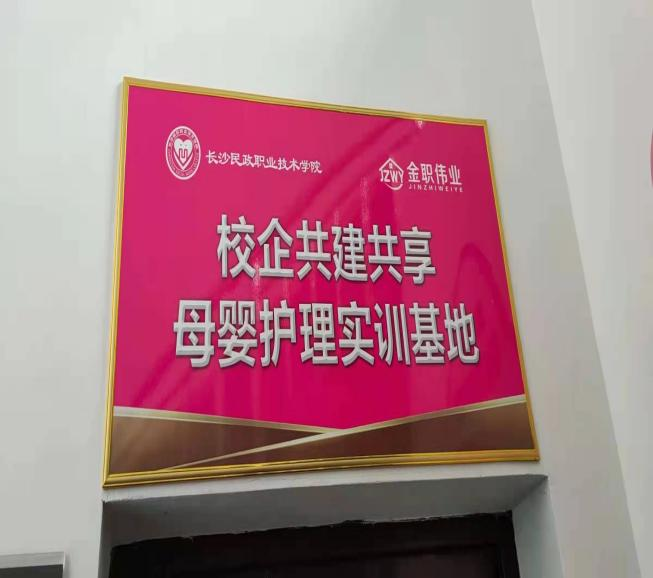 长沙民政职业技术学院
JZWY 金职伟业
JINZHIWEIYE
校企共建共享
母婴护理实训基地